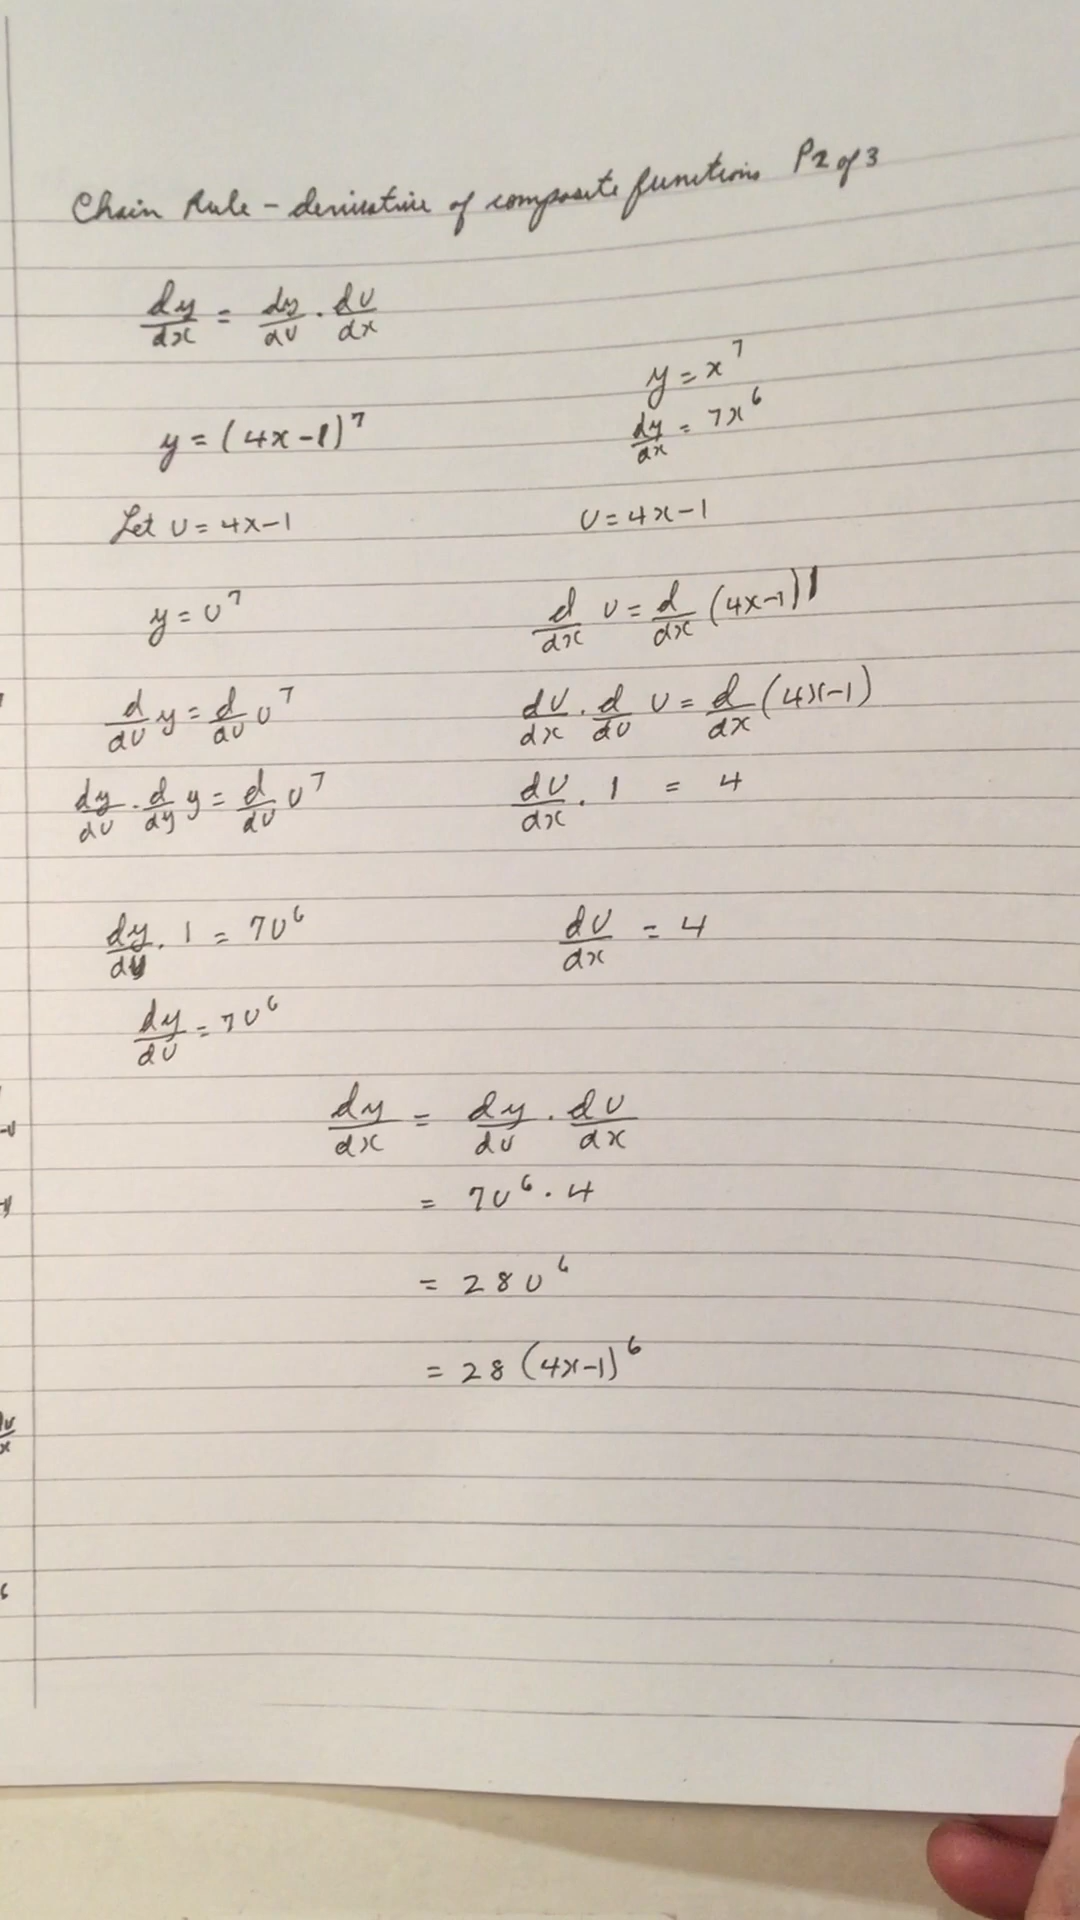 Chain Rule - derivative of composite functions P2 of 3
dy/dx = dy/dU . dU/dx
y = x^7
dy/dx = 7x^6
y = (4x-1)^7
Let U = 4x-1
U = 4x-1
y = U^7
d/dx U = d/dx (4x-1)
d/dU y = d/dU U^7
dU/dx . d/dU U = d/dx (4x-1)
dy/dU . d/dy y = d/dU U^7
dU/dx . 1 = 4
dy/dU . 1 = 7U^6
dU/dx = 4
dy/dU = 7U^6
dy/dx = dy/dU . dU/dx
= 7U^6 . 4
= 28U^6
= 28(4x-1)^6